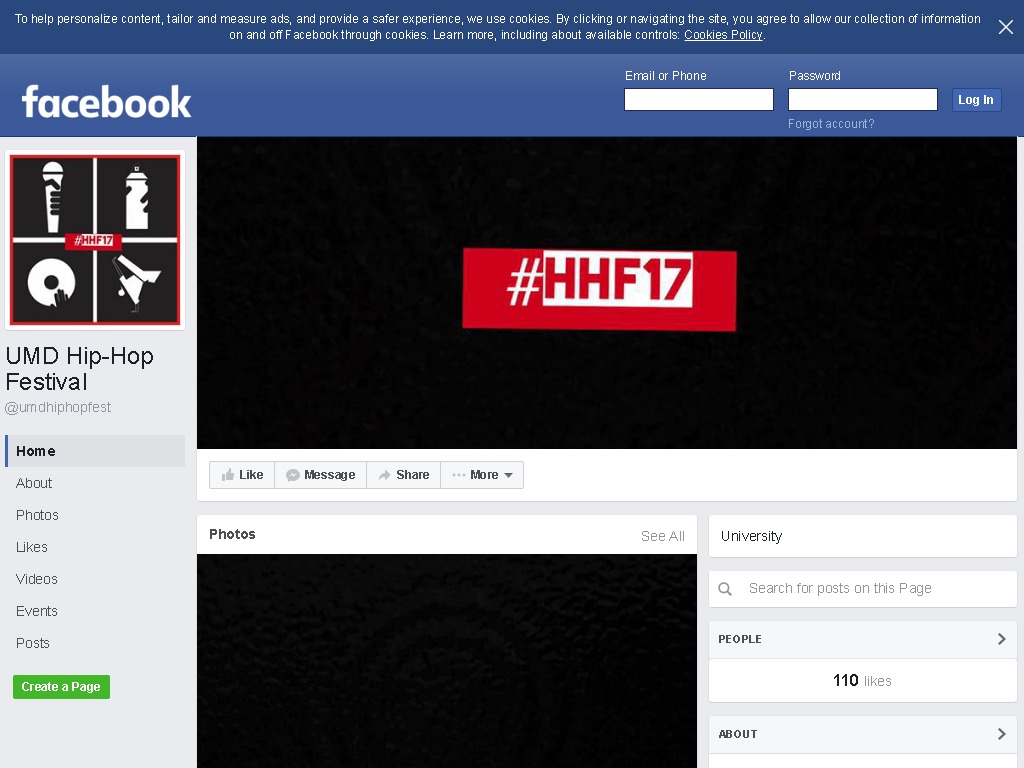 To help personalize content, tailor and measure ads, and provide a safer experience, we use cookies. By clicking or navigating the site, you agree to allow our collection of information
on and off Facebook through cookies. Learn more, including about available controls: Cookies Policy.
facebook
Email or Phone
Password
Log In
Forgot account?
#HHF17
#HHF17
UMD Hip-Hop
Festival
@umdhiphopfest
Home
About
Photos
Likes
Videos
Events
Posts
Create a Page
Like
Message
Share
More
Photos
See All
University
Search for posts on this Page
PEOPLE
110 likes
ABOUT